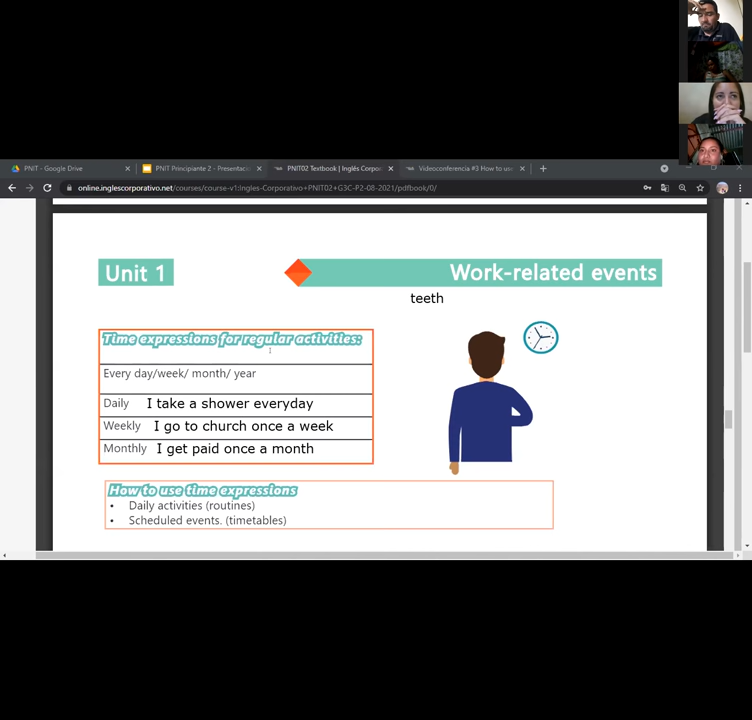 PNIT - Google Drive
PNIT Principiante 2 - Presentac
PNIT02 Textbook | Inglés Corpo
Videoconferencia #3 How to use
online.inglescorporativo.net/courses/course-v1:Ingles-Corporativo+PNIT02+G3C-P2-08-2021/pdfbook/0/
Unit 1
Work-related events
teeth
Time expressions for regular activities:
Every day/week/ month/ year
Daily I take a shower everyday
Weekly I go to church once a week
Monthly I get paid once a month
How to use time expressions
• Daily activities (routines)
• Scheduled events. (timetables)